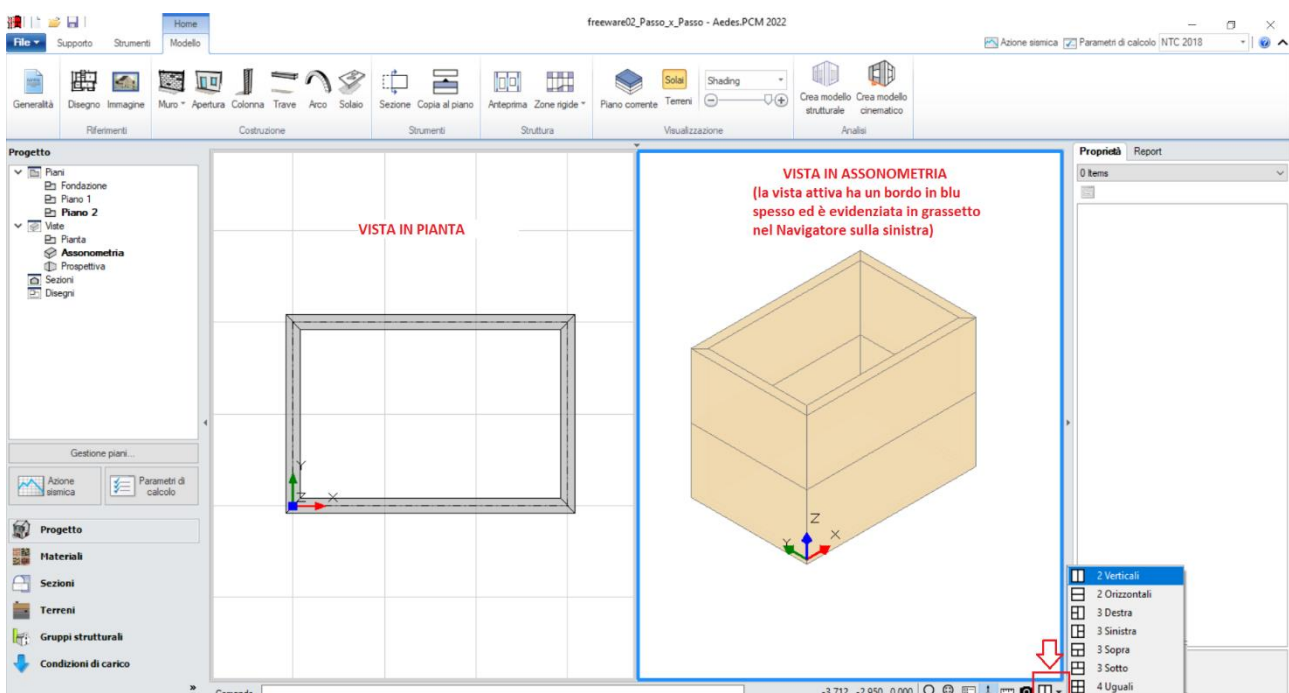 freeware02_Passo_x_Passo - Aedes.PCM 2022
Home
File
Supporto
Strumenti
Modello
Azione sismica
Parametri di calcolo
NTC 2018
Generalità
Disegno
Immagine
Muro
Apertura
Colonna
Trave
Arco
Solaio
Sezione
Copia al piano
Anteprima
Zone rigide
Piano corrente
Solai
Terreni
Shading
Crea modello
strutturale
Crea modello
cinematico
Riferimenti
Costruzione
Strumenti
Struttura
Visualizzazione
Analisi
Progetto
Piani
Fondazione
Piano 1
Piano 2
Viste
Pianta
Assonometria
Prospettiva
Sezioni
Disegni
Gestione piani...
Azione
sismica
Parametri di
calcolo
Progetto
Materiali
Sezioni
Terreni
Gruppi strutturali
Condizioni di carico
»
VISTA IN PIANTA
Y
Z
X
VISTA IN ASSONOMETRIA
(la vista attiva ha un bordo in blu
spesso ed è evidenziata in grassetto
nel Navigatore sulla sinistra)
Z
Y
X
Proprietà
Report
0 Items
2 Verticali
2 Orizzontali
3 Destra
3 Sinistra
3 Sopra
3 Sotto
4 Uguali
Comando
-3.712 -2.950 0.000